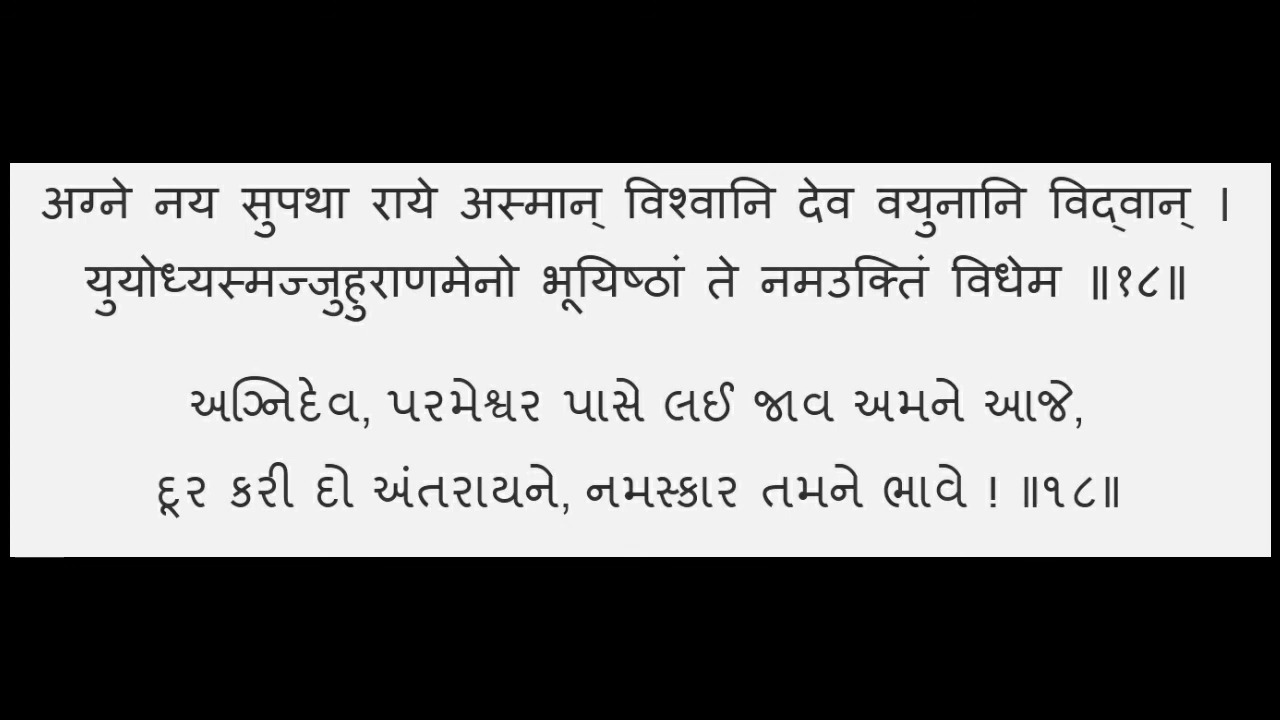 अग्ने नय सुपथा राये अस्मान् विश्वानि देव वयुनानि विद्वान् ।
युयोध्यस्मज्जुहुराणमेनो भूयिष्ठां ते नमउक्तिं विधेम ॥१८॥
અગ્નિદેવ, પરમેશ્વર પાસે લઈ જાવ અમને આજે,
દૂર કરી દો અંતરાયને, નમસ્કાર તમને ભાવે ! ॥૧૮॥